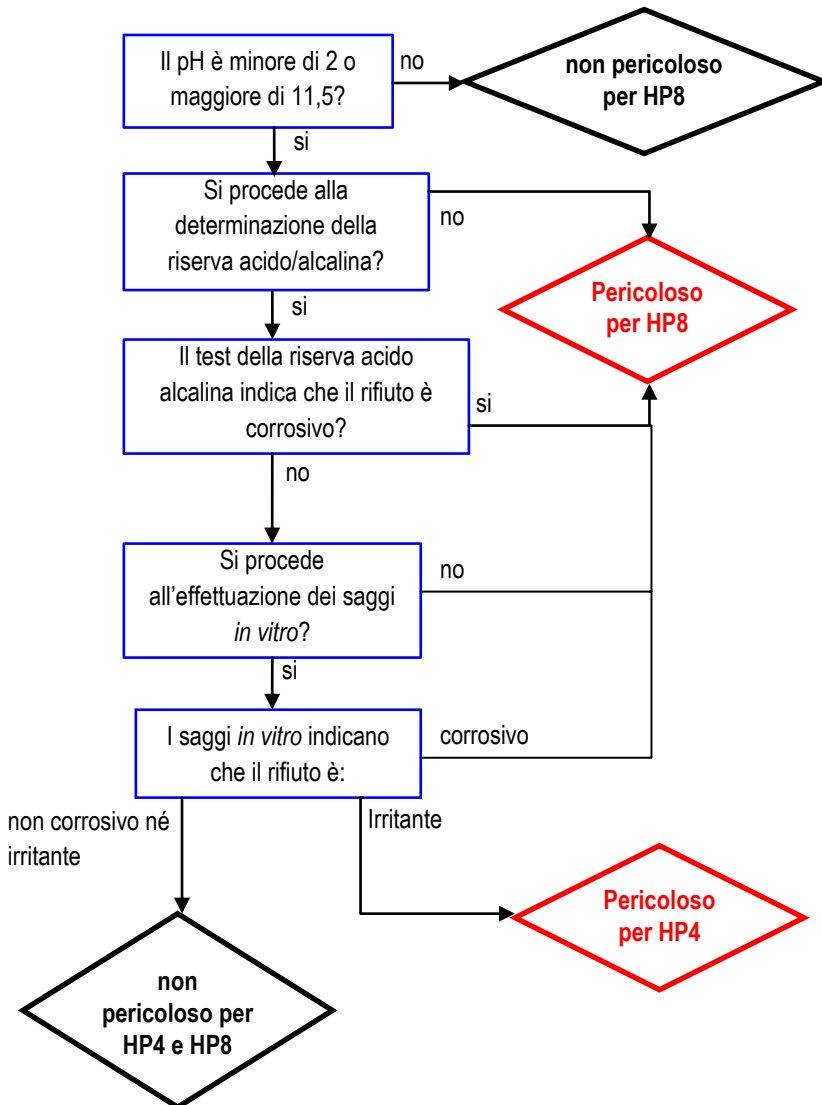 Il pH è minore di 2 o
maggiore di 11,5?
no
non pericoloso
per HP8
si
Si procede alla
determinazione della
riserva acido/alcalina?
no
Pericoloso
per HP8
si
Il test della riserva acido
alcalina indica che il rifiuto è
corrosivo?
si
no
Si procede
all’effettuazione dei saggi
in vitro?
no
si
I saggi in vitro indicano
che il rifiuto è:
corrosivo
non corrosivo né
irritante
Irritante
Pericoloso
per HP4
non
pericoloso per
HP4 e HP8